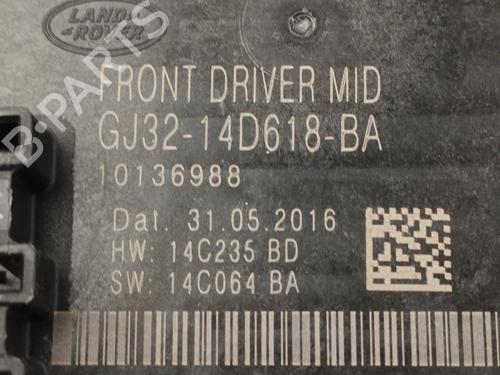 LAND
ROVER
FRONT DRIVER MID
GJ32-14D618-BA
10136988
Dat. 31.05.2016
HW: 14C235 BD
SW: 14C064 BA
B-PARTS